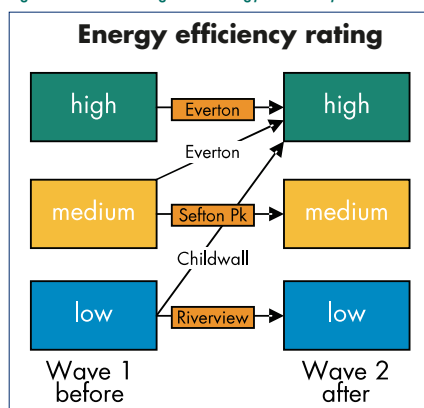 Energy efficiency rating
high
Everton
high
Everton
medium
Sefton Pk
medium
Childwall
low
Riverview
low
Wave 1
before
Wave 2
after